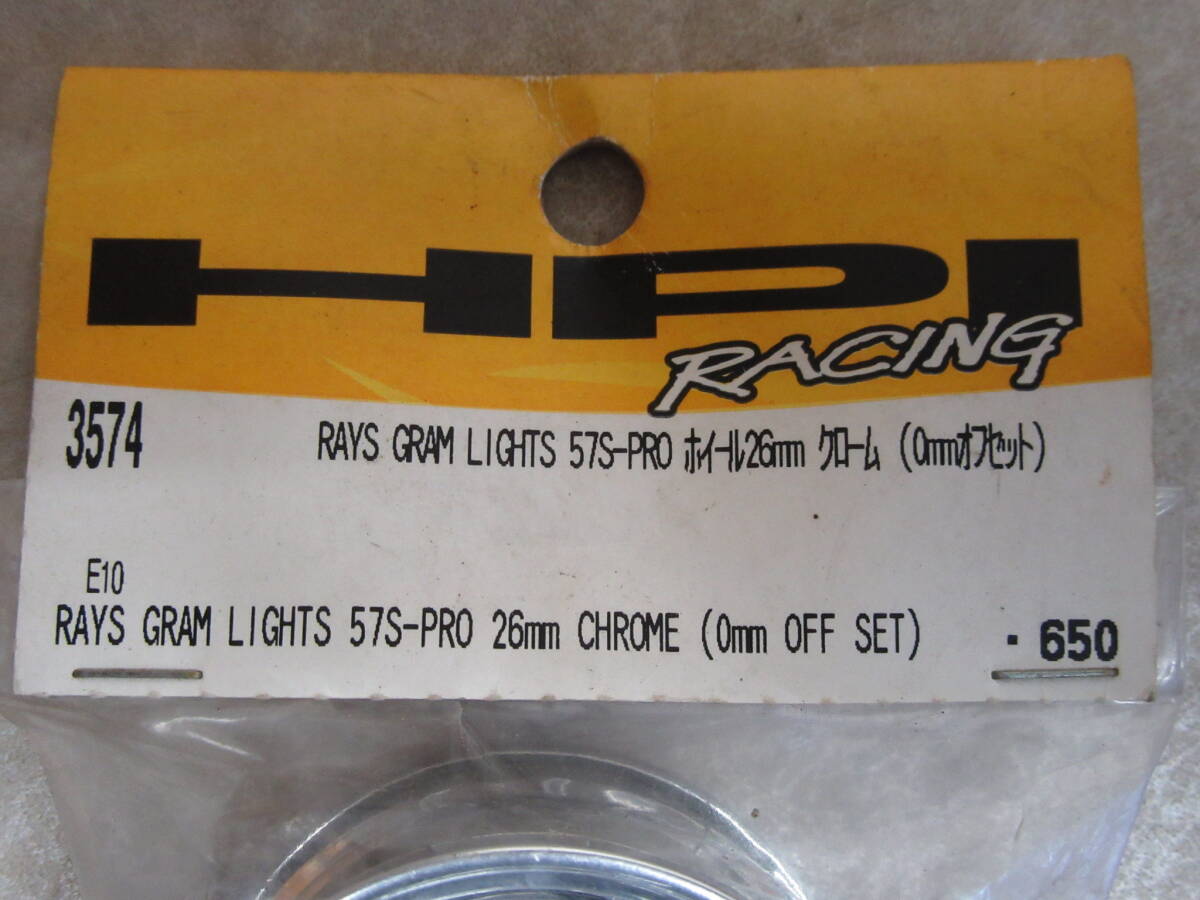 HPI
RACING
3574 RAYS GRAM LIGHTS 57S-PRO ホイール26mm クローム (0mmオフセット)
E10
RAYS GRAM LIGHTS 57S-PRO 26mm CHROME (0mm OFF SET) ・650